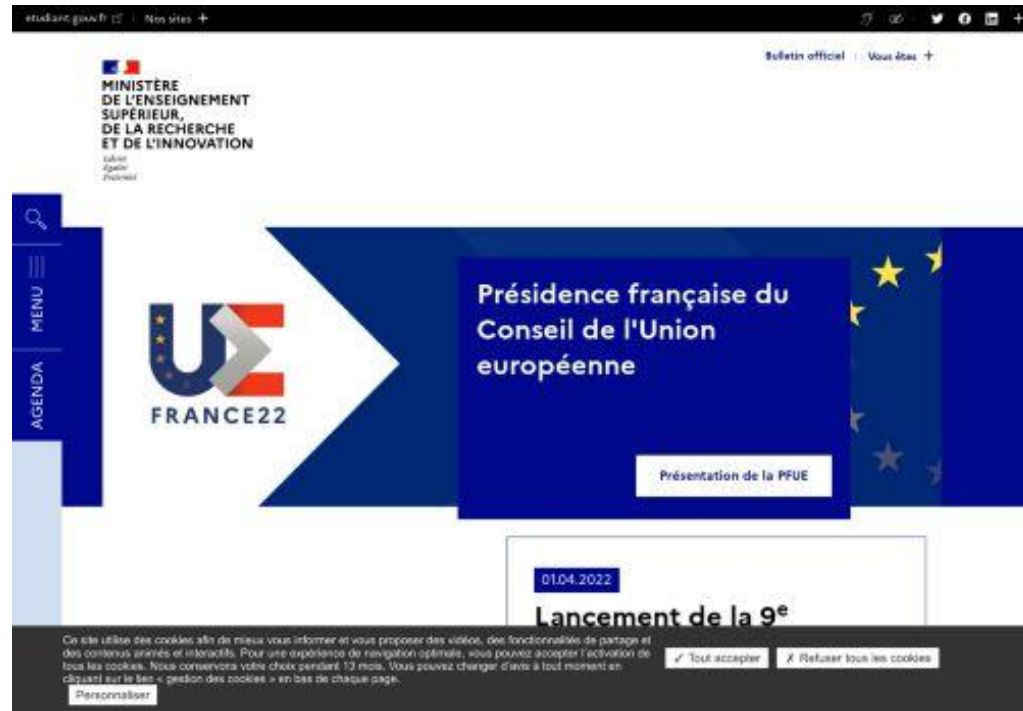 etudiant.gouv.fr | Nos sites +
Bulletin officiel | Vous êtes +
MINISTÈRE
DE L'ENSEIGNEMENT
SUPÉRIEUR,
DE LA RECHERCHE
ET DE L'INNOVATION
Liberté
Égalité
Fraternité
MENU
AGENDA
UE
FRANCE22
Présidence française du
Conseil de l'Union
européenne
Présentation de la PFUE
01.04.2022
Lancement de la 9e
Ce site utilise des cookies afin de mieux vous informer et vous proposer des vidéos, des fonctionnalités de partage et
des contenus animés et interactifs. Pour une expérience de navigation optimale, vous pouvez accepter l'activation de
tous les cookies. Nous conservons votre choix pendant 13 mois. Vous pouvez changer d'avis à tout moment en
cliquant sur le lien « gestion des cookies » en bas de chaque page.
✓ Tout accepter
✗ Refuser tous les cookies
Personnaliser